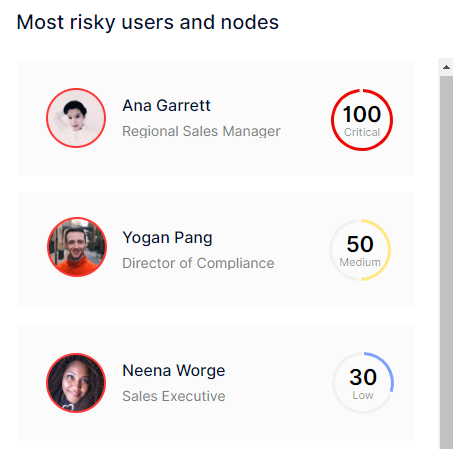 Most risky users and nodes
Ana Garrett
Regional Sales Manager
100
Critical
Yogan Pang
Director of Compliance
50
Medium
Neena Worge
Sales Executive
30
Low